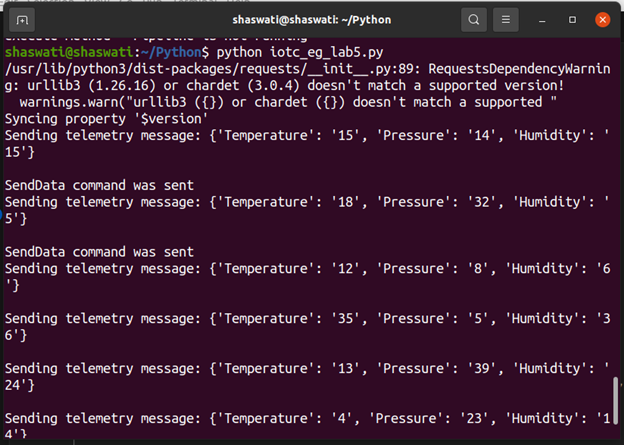 shaswati@shaswati: ~/Python
execute method - pipeline is not running
shaswati@shaswati:~/Python$ python iotc_eg_lab5.py
/usr/lib/python3/dist-packages/requests/__init__.py:89: RequestsDependencyWarnin
g: urllib3 (1.26.16) or chardet (3.0.4) doesn't match a supported version!
  warnings.warn("urllib3 ({}) or chardet ({}) doesn't match a supported "
Syncing property '$version'
Sending telemetry message: {'Temperature': '15', 'Pressure': '14', 'Humidity': '
15'}
SendData command was sent
Sending telemetry message: {'Temperature': '18', 'Pressure': '32', 'Humidity': '
5'}
SendData command was sent
Sending telemetry message: {'Temperature': '12', 'Pressure': '8', 'Humidity': '6
'}
Sending telemetry message: {'Temperature': '35', 'Pressure': '5', 'Humidity': '3
6'}
Sending telemetry message: {'Temperature': '13', 'Pressure': '39', 'Humidity': '
24'}
Sending telemetry message: {'Temperature': '4', 'Pressure': '23', 'Humidity': '1
4'}